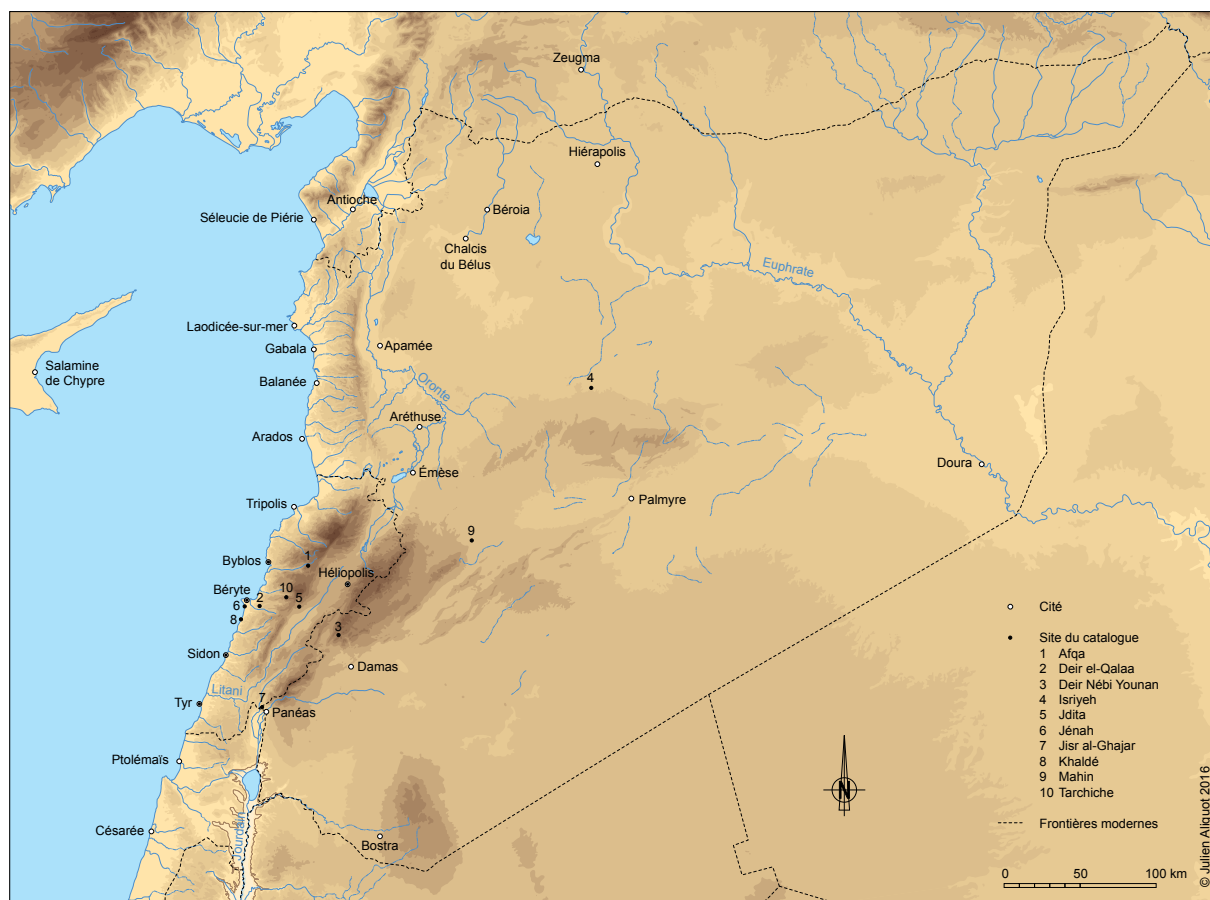 Zeugma
Hiérapolis
Antioche
Séleucie de Piérie
Béroia
Chalcis
du Bélus
Euphrate
Laodicée-sur-mer
Gabala
Apamée
Salamine
de Chypre
Balanée
Oronte
4
Aréthuse
Arados
Émèse
Doura
Tripolis
Palmyre
9
Byblos
1
Héliopolis
10
Béryte
6
2
5
8
3
Sidon
Damas
Litani
7
Tyr
Panéas
Ptolémaïs
Césarée
Jourdain
Bostra
Cité
Site du catalogue
1 Afqa
2 Deir el-Qalaa
3 Deir Nébi Younan
4 Isriyeh
5 Jdita
6 Jénah
7 Jisr al-Ghajar
8 Khaldé
9 Mahin
10 Tarchiche
Frontières modernes
N
0 50 100 km
© Julien Aliquot 2016